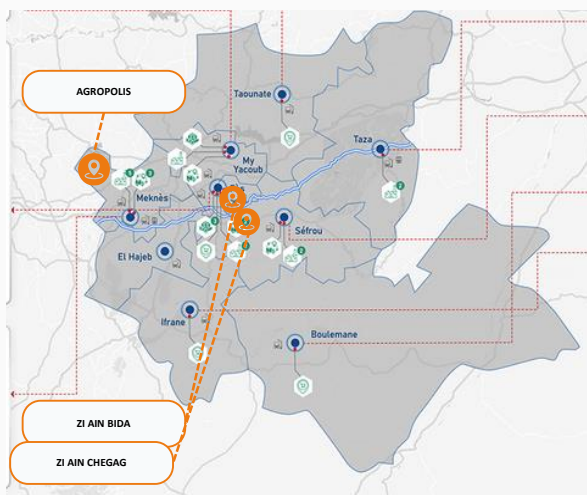 AGROPOLIS
Taounate
Taza
My
Yacoub
Meknès
Séfrou
El Hajeb
Ifrane
Boulemane
ZI AIN BIDA
ZI AIN CHEGAG